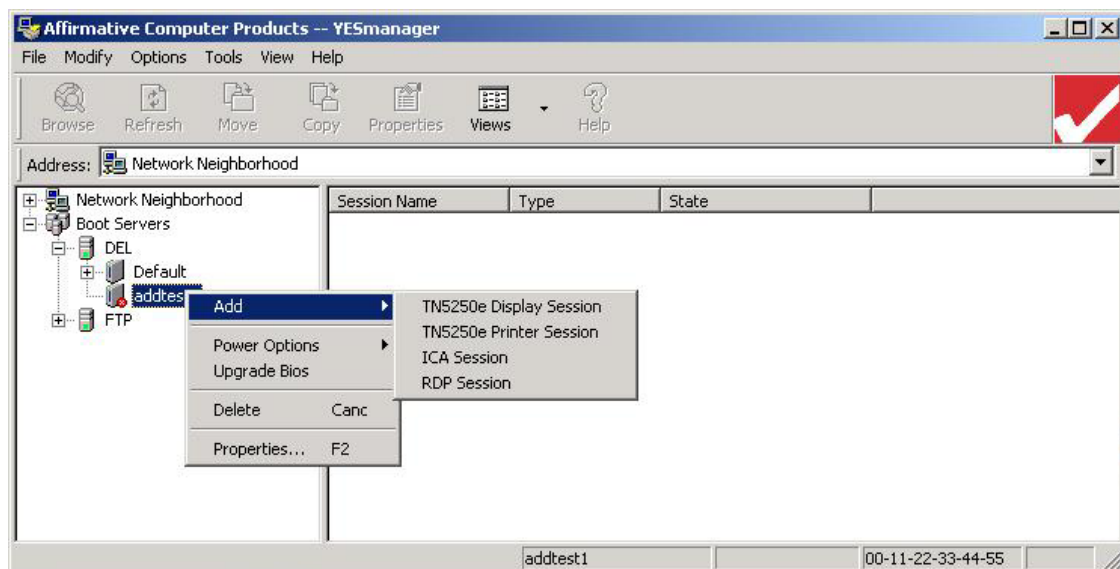 Affirmative Computer Products -- YESmanager
File Modify Options Tools View Help
Browse Refresh Move Copy Properties Views Help
Address: Network Neighborhood
Network Neighborhood
Session Name Type State
Boot Servers
DEL
Default
addtes
FTP
Add
Power Options
Upgrade Bios
Delete Canc
Properties... F2
TN5250e Display Session
TN5250e Printer Session
ICA Session
RDP Session
addtest1 00-11-22-33-44-55